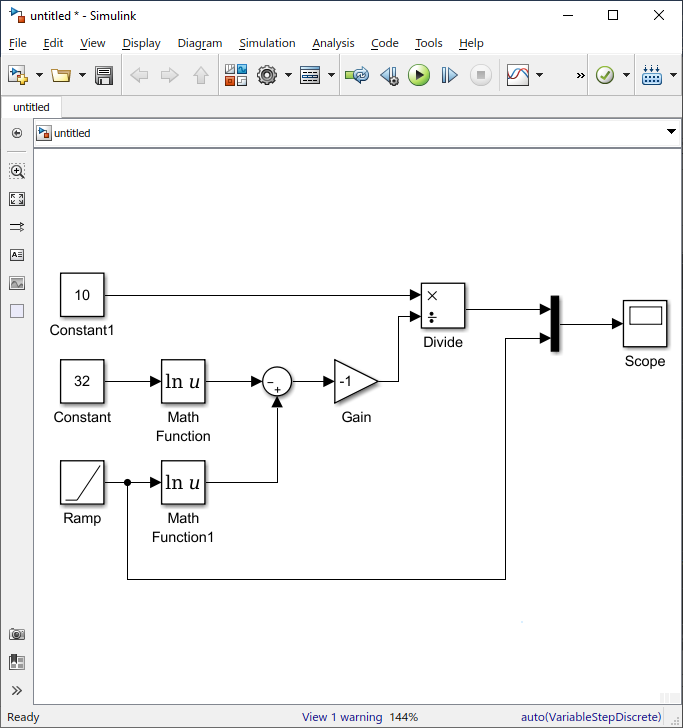 untitled * - Simulink
File Edit View Display Diagram Simulation Analysis Code Tools Help
»
untitled
untitled
10
Constant1
×
÷
Divide
Scope
32
Constant
ln u
Math
Function
−
+
-1
Gain
Ramp
ln u
Math
Function1
»
Ready View 1 warning 144% auto(VariableStepDiscrete)